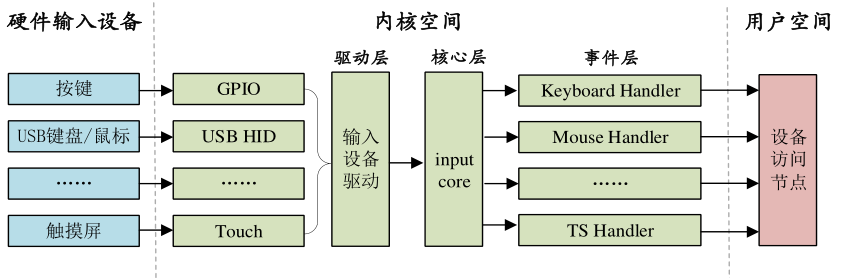 硬件输入设备
内核空间
用户空间
驱动层
核心层
事件层
按键
GPIO
Keyboard Handler
USB键盘/鼠标
USB HID
Mouse Handler
……
……
……
触摸屏
Touch
TS Handler
输入
设备
驱动
input
core
设备
访问
节点